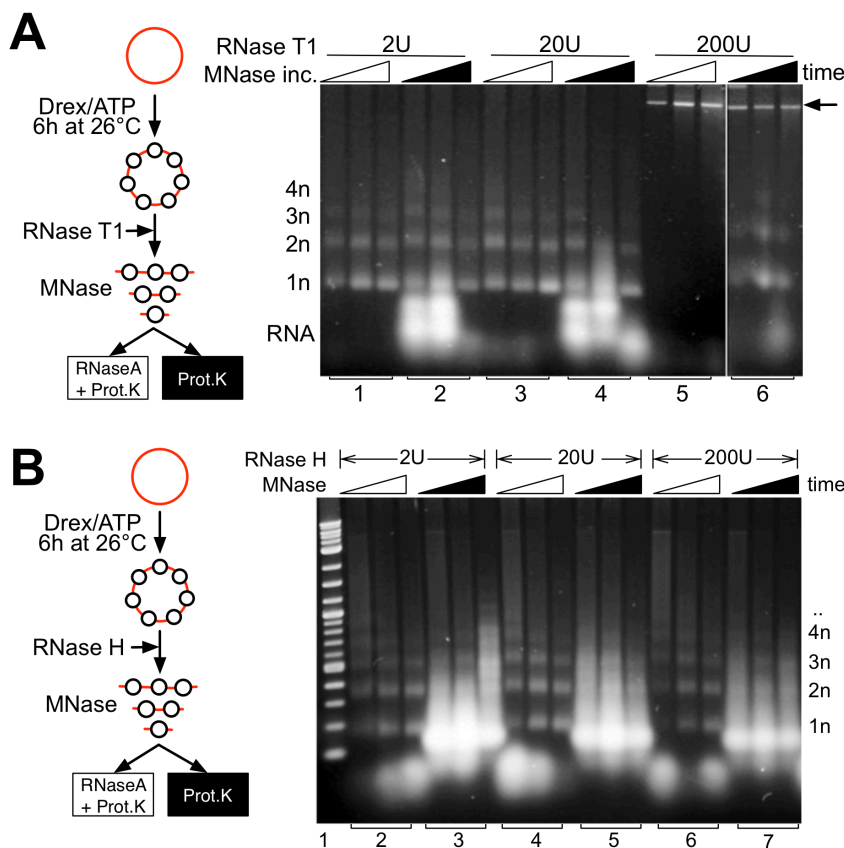 A
RNase T1 2U 20U 200U
MNase inc. time
Drex/ATP
6h at 26°C
RNase T1
MNase
RNaseA
+ Prot.K
Prot.K
4n
3n
2n
1n
RNA
1 2 3 4 5 6
B
RNase H 2U 20U 200U
MNase time
Drex/ATP
6h at 26°C
RNase H
MNase
RNaseA
+ Prot.K
Prot.K
..
4n
3n
2n
1n
1 2 3 4 5 6 7